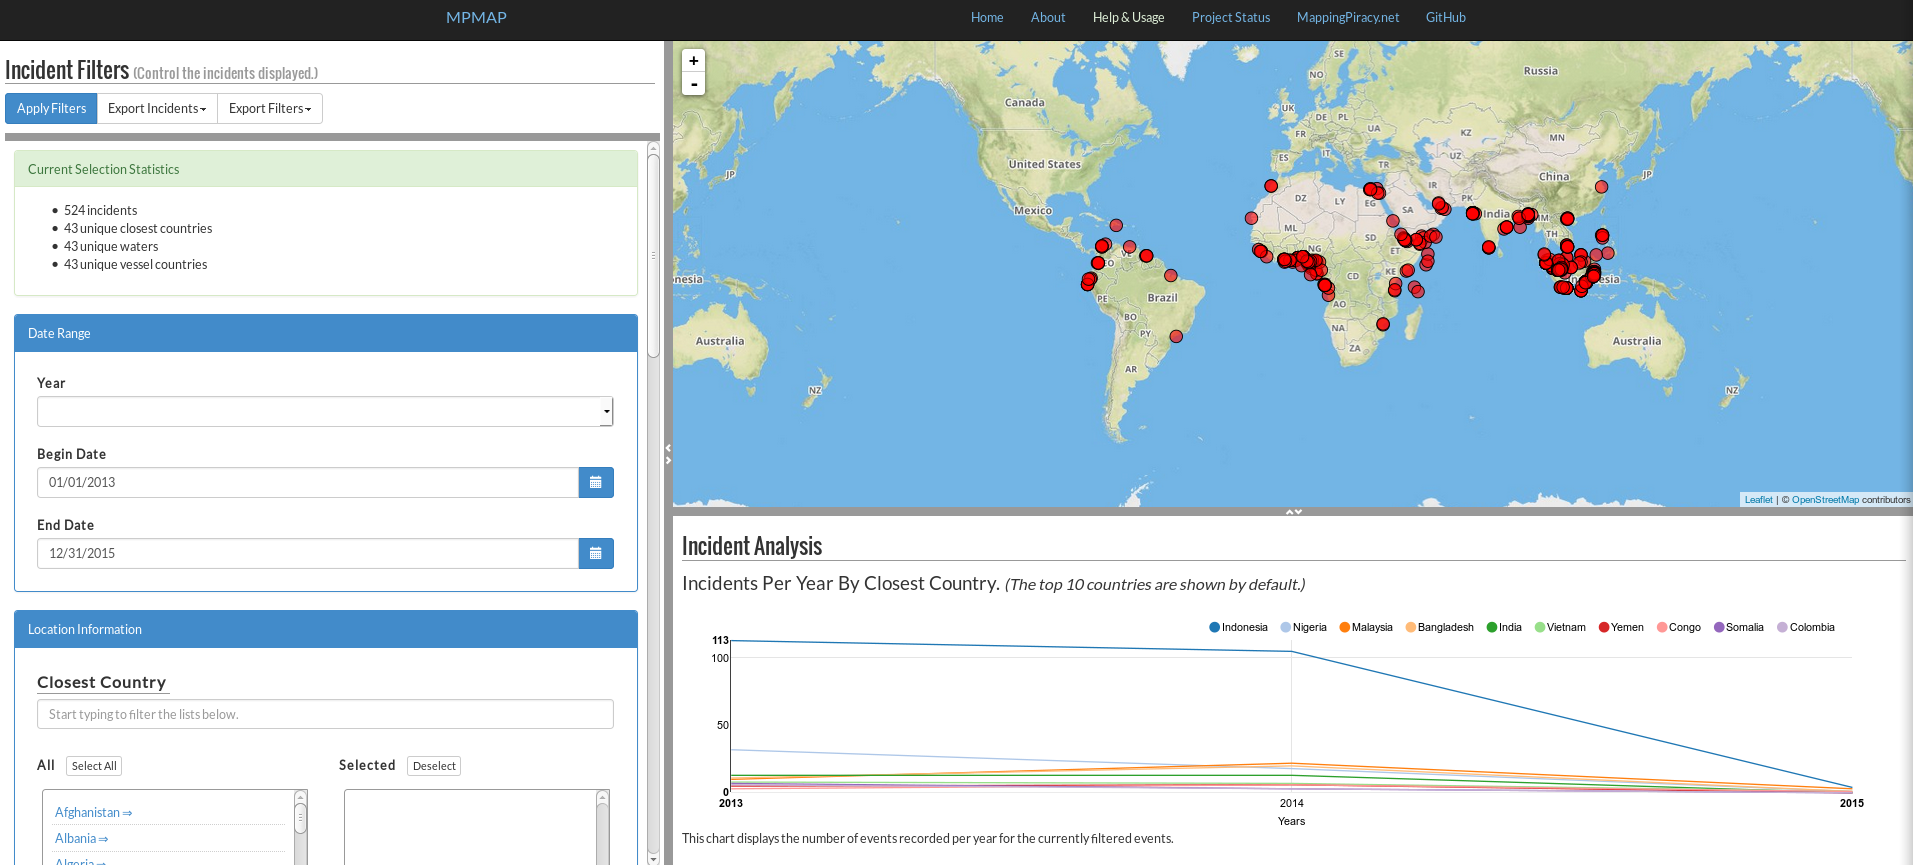 MPMAP
Home About Help & Usage Project Status MappingPiracy.net GitHub
Incident Filters (Control the incidents displayed.)
Apply Filters Export Incidents Export Filters
Current Selection Statistics
524 incidents
43 unique closest countries
43 unique waters
43 unique vessel countries
Date Range
Year
Begin Date
01/01/2013
End Date
12/31/2015
Location Information
Closest Country
Start typing to filter the lists below.
All Select All Selected Deselect
Afghanistan ⇒
Albania ⇒
Algeria ⇒
+
-
SE
Russia
NO
Canada
UK
DE PL
FR UA KZ MN
United States
ES IT TR UZ
JP China JP
DZ LY EG IR
Mexico SA India MM
ML SD TH
NG ET
VE
CO
nesia CD KE Indonesia
PE Brazil
AO
BO
Australia PY NA Australia
ZA
AR
NZ NZ
Leaflet | © OpenStreetMap contributors
Incident Analysis
Incidents Per Year By Closest Country. (The top 10 countries are shown by default.)
Indonesia Nigeria Malaysia Bangladesh India Vietnam Yemen Congo Somalia Colombia
113
100
50
0
2013 2014 2015
Years
This chart displays the number of events recorded per year for the currently filtered events.